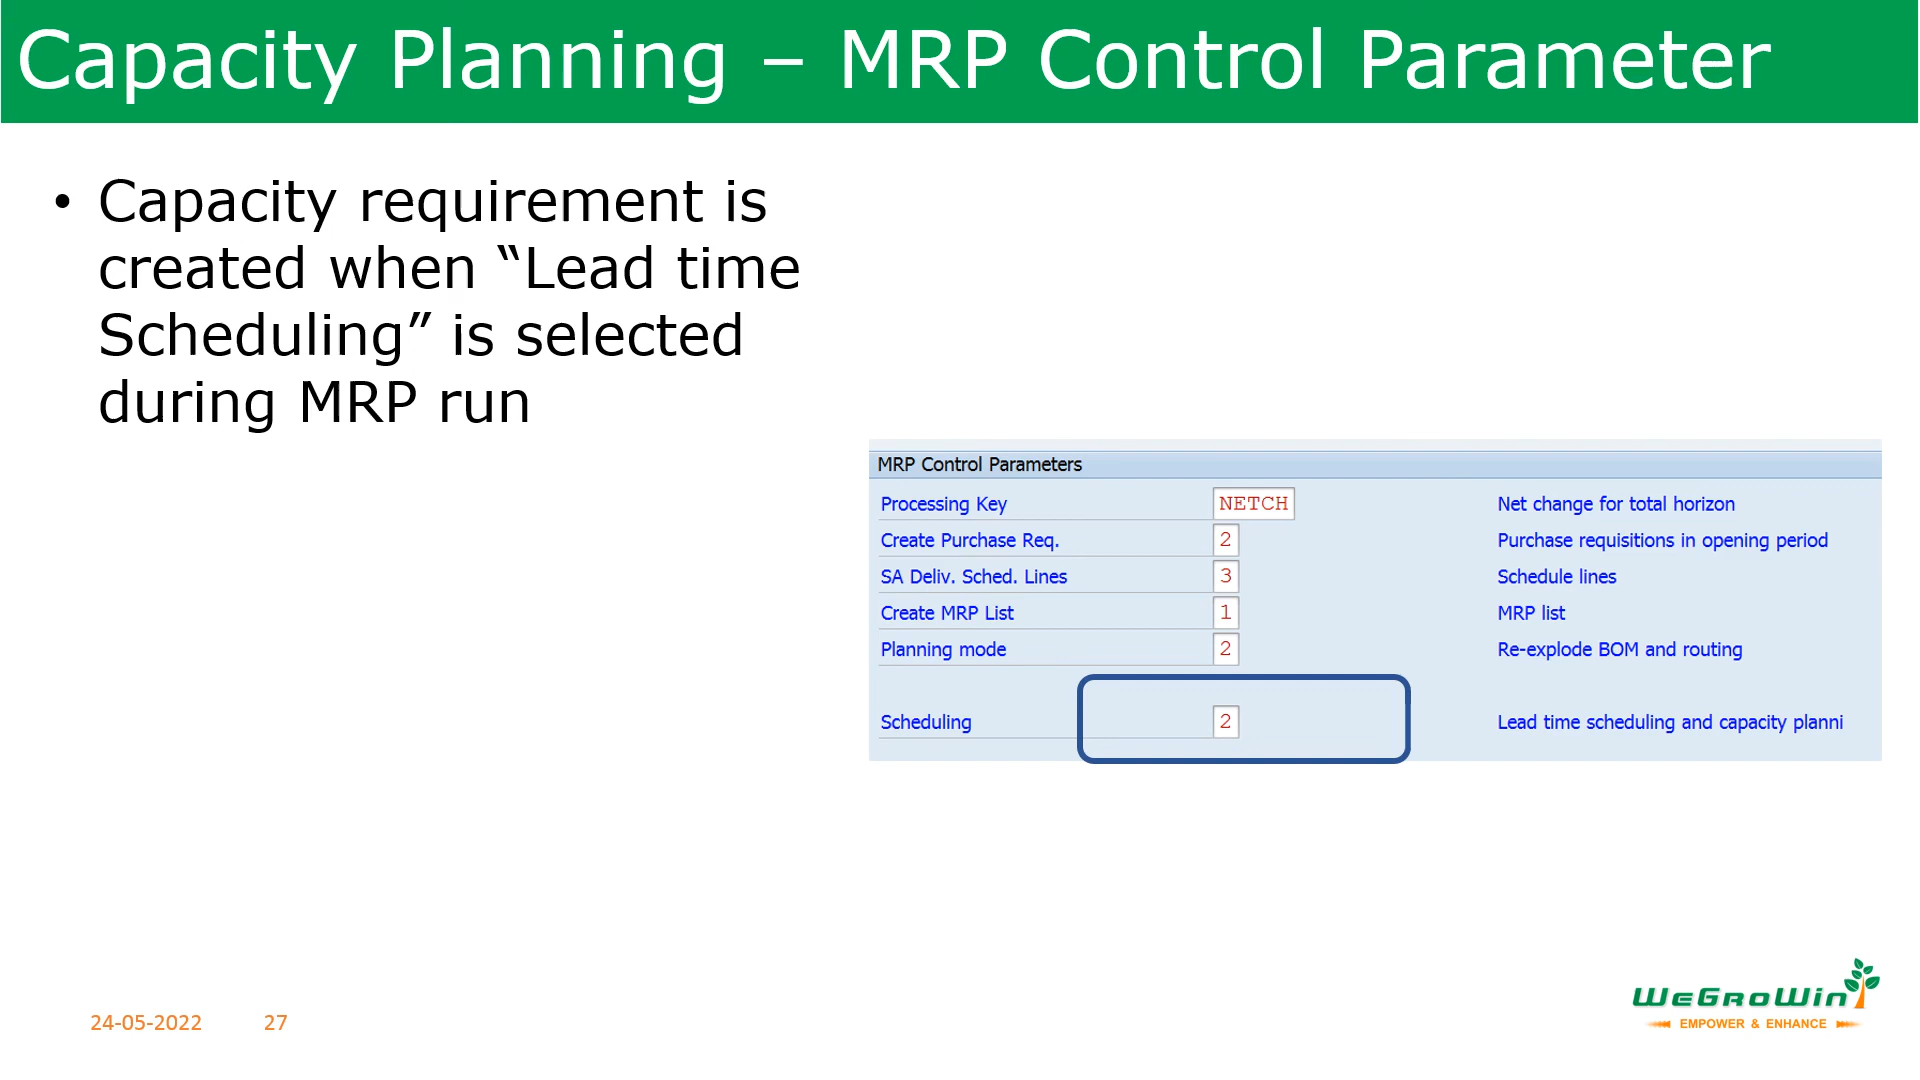 Capacity Planning – MRP Control Parameter
• Capacity requirement is
created when “Lead time
Scheduling” is selected
during MRP run
MRP Control Parameters
Processing Key NETCH Net change for total horizon
Create Purchase Req. 2 Purchase requisitions in opening period
SA Deliv. Sched. Lines 3 Schedule lines
Create MRP List 1 MRP list
Planning mode 2 Re-explode BOM and routing
Scheduling 2 Lead time scheduling and capacity planni
WeGroWin
EMPOWER & ENHANCE
24-05-2022 27